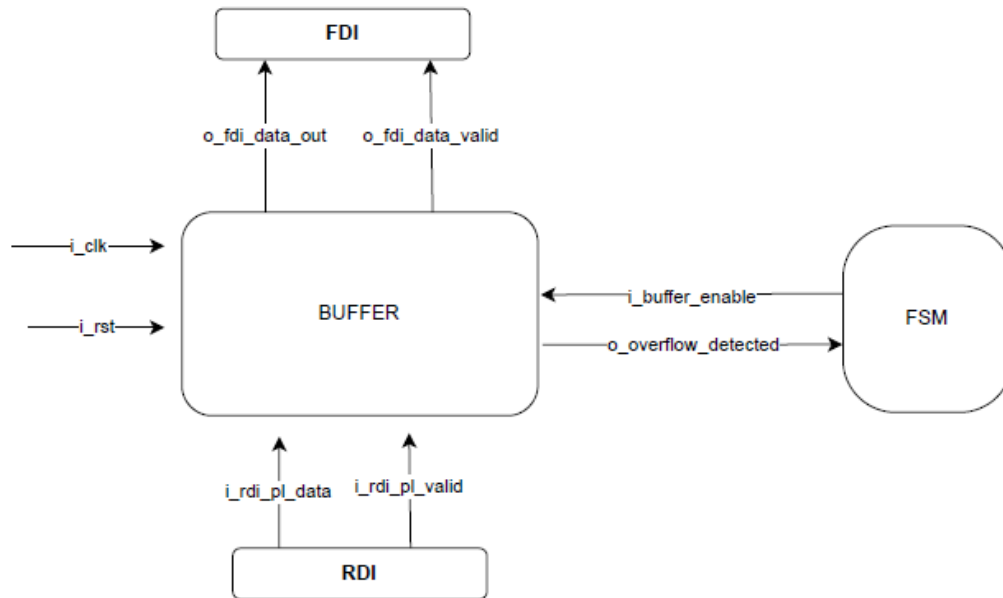 FDI
o_fdi_data_out
o_fdi_data_valid
i_clk
i_rst
BUFFER
i_buffer_enable
o_overflow_detected
FSM
i_rdi_pl_data
i_rdi_pl_valid
RDI